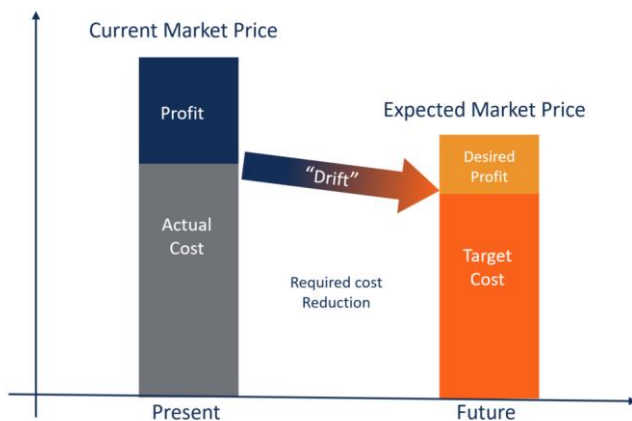 Current Market Price
Profit
Expected Market Price
"Drift"
Desired
Profit
Actual
Cost
Target
Cost
Required cost
Reduction
Present
Future